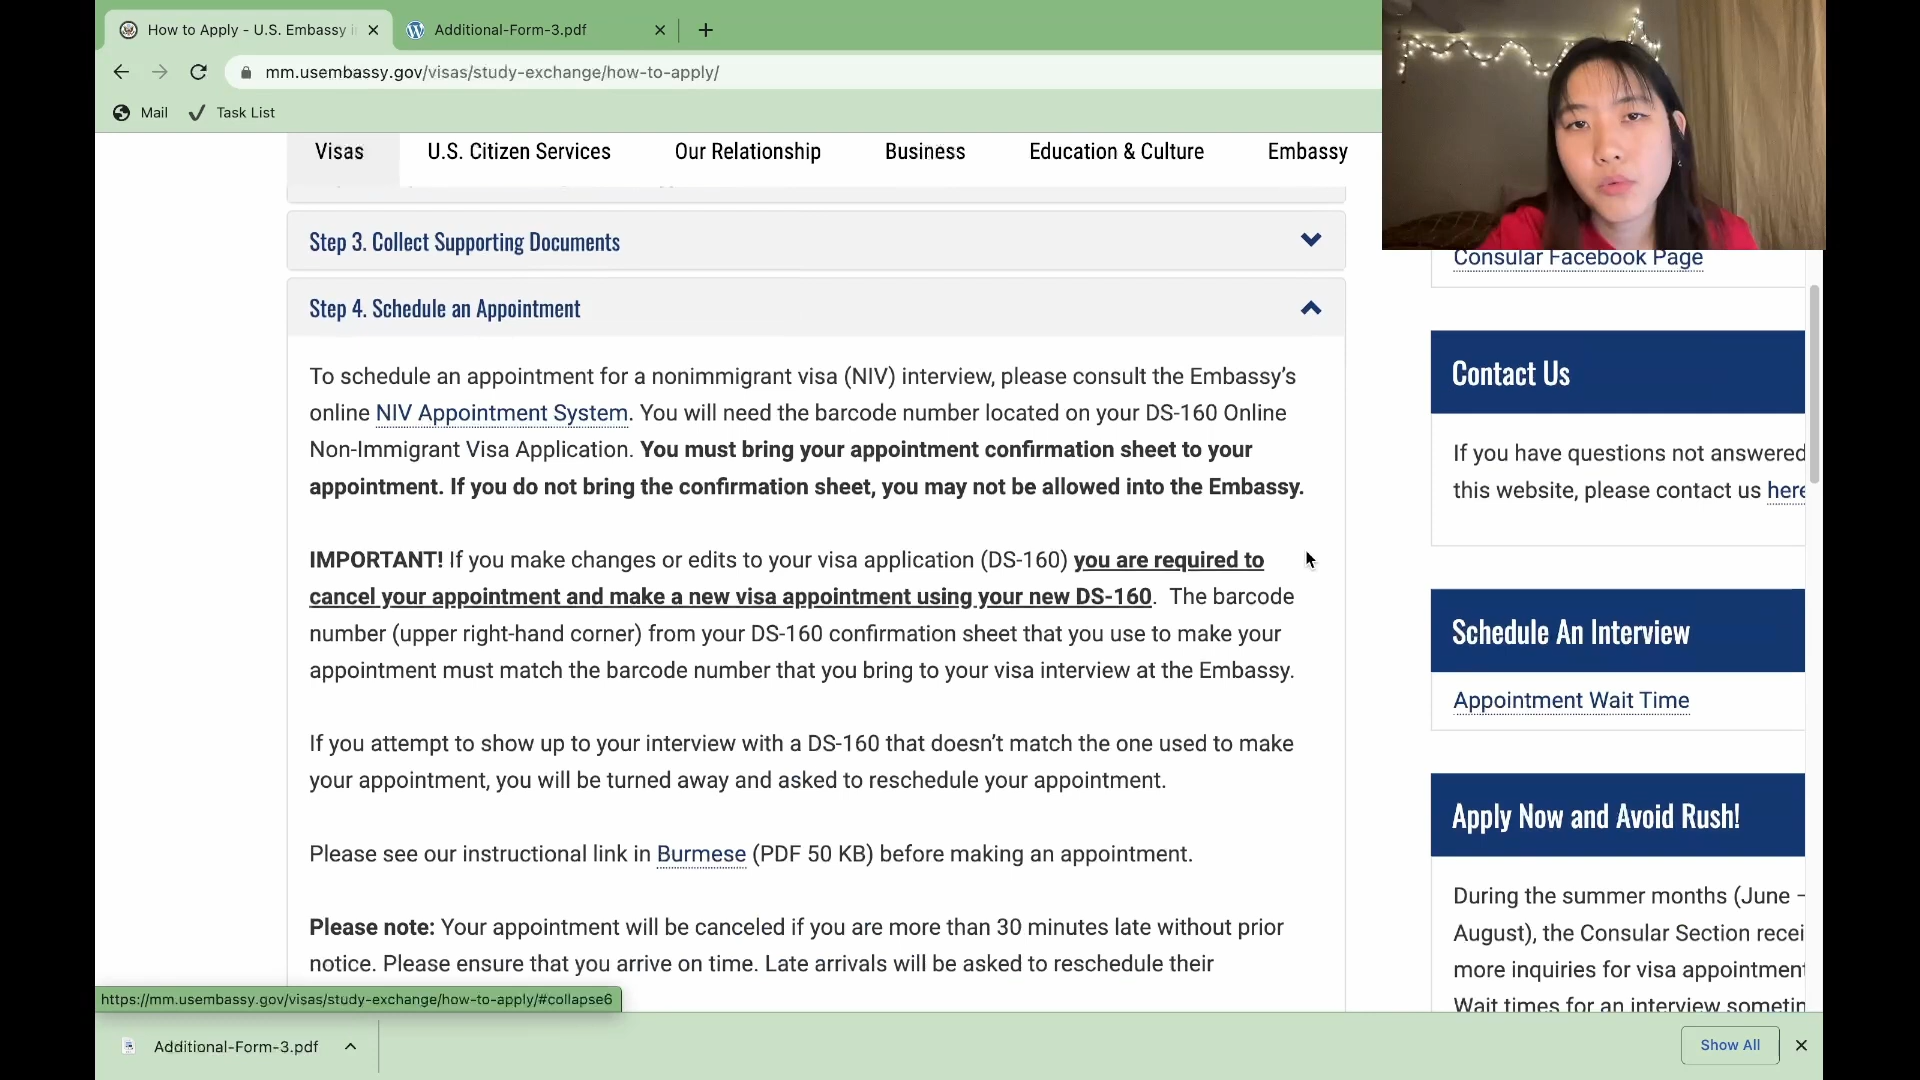 How to Apply - U.S. Embassy i
Additional-Form-3.pdf
mm.usembassy.gov/visas/study-exchange/how-to-apply/
Mail
Task List
Visas
U.S. Citizen Services
Our Relationship
Business
Education & Culture
Embassy
Step 3. Collect Supporting Documents
Step 4. Schedule an Appointment
To schedule an appointment for a nonimmigrant visa (NIV) interview, please consult the Embassy’s
online NIV Appointment System. You will need the barcode number located on your DS-160 Online
Non-Immigrant Visa Application. You must bring your appointment confirmation sheet to your
appointment. If you do not bring the confirmation sheet, you may not be allowed into the Embassy.
IMPORTANT! If you make changes or edits to your visa application (DS-160) you are required to
cancel your appointment and make a new visa appointment using your new DS-160. The barcode
number (upper right-hand corner) from your DS-160 confirmation sheet that you use to make your
appointment must match the barcode number that you bring to your visa interview at the Embassy.
If you attempt to show up to your interview with a DS-160 that doesn’t match the one used to make
your appointment, you will be turned away and asked to reschedule your appointment.
Please see our instructional link in Burmese (PDF 50 KB) before making an appointment.
Please note: Your appointment will be canceled if you are more than 30 minutes late without prior
notice. Please ensure that you arrive on time. Late arrivals will be asked to reschedule their
Consular Facebook Page
Contact Us
If you have questions not answered
this website, please contact us here
Schedule An Interview
Appointment Wait Time
Apply Now and Avoid Rush!
During the summer months (June –
August), the Consular Section recei
more inquiries for visa appointment
Wait times for an interview sometin
https://mm.usembassy.gov/visas/study-exchange/how-to-apply/#collapse6
Additional-Form-3.pdf
Show All